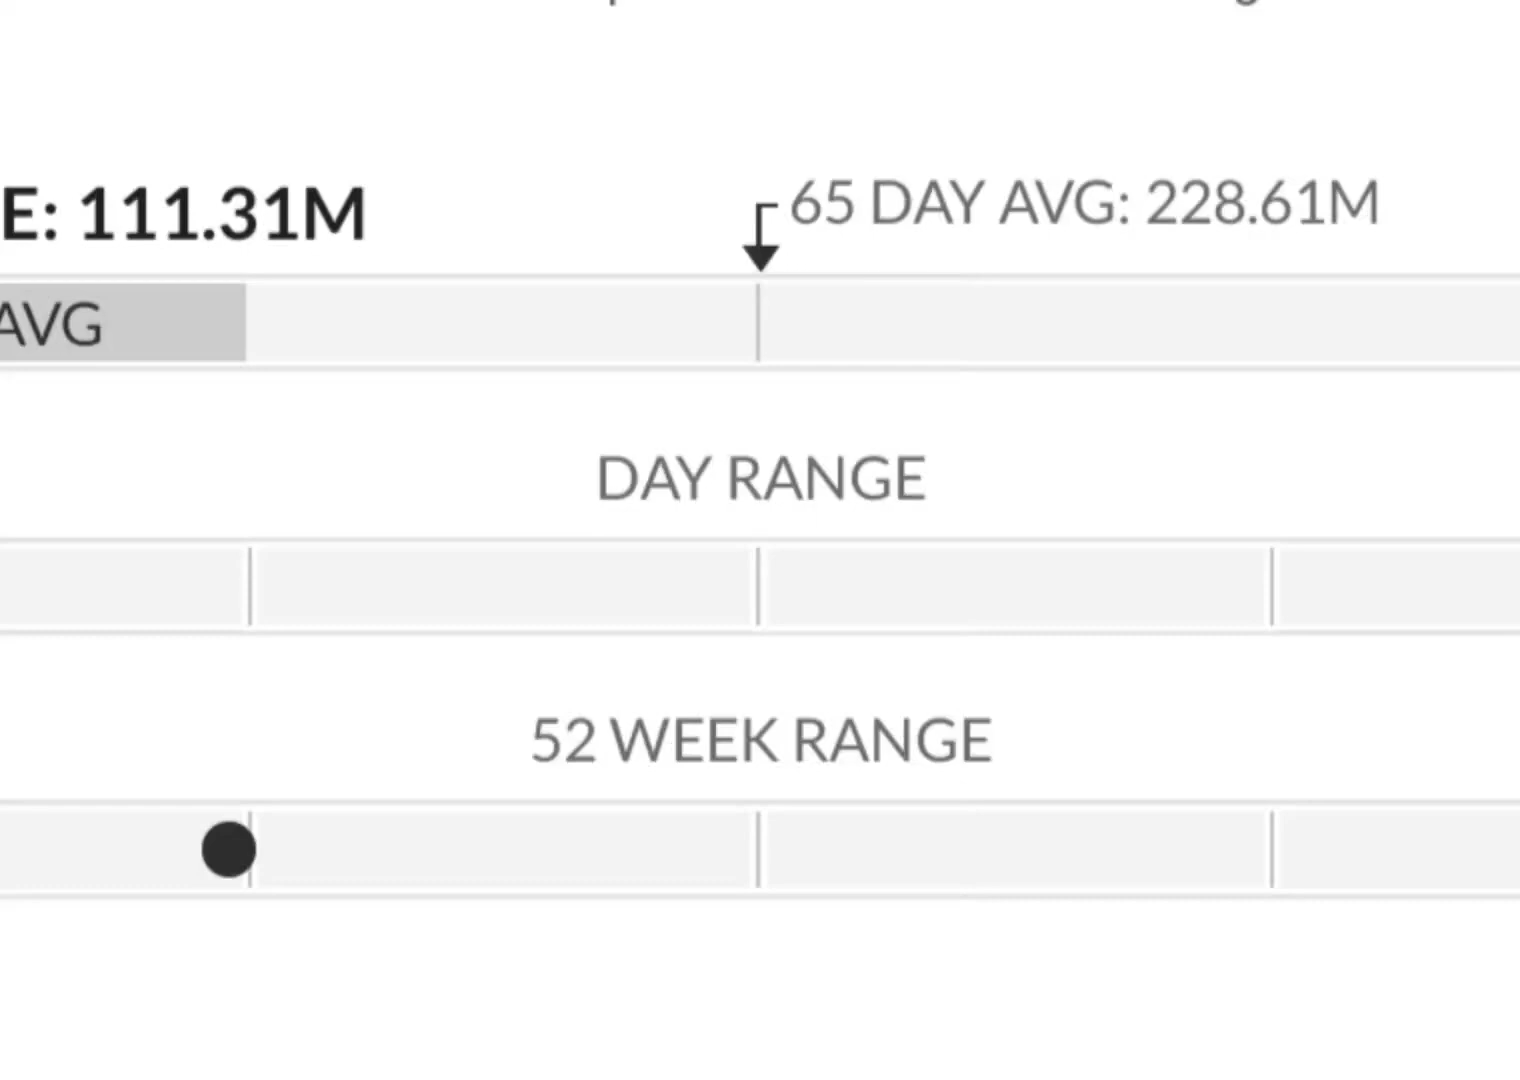 E: 111.31M
65 DAY AVG: 228.61M
AVG
DAY RANGE
52 WEEK RANGE